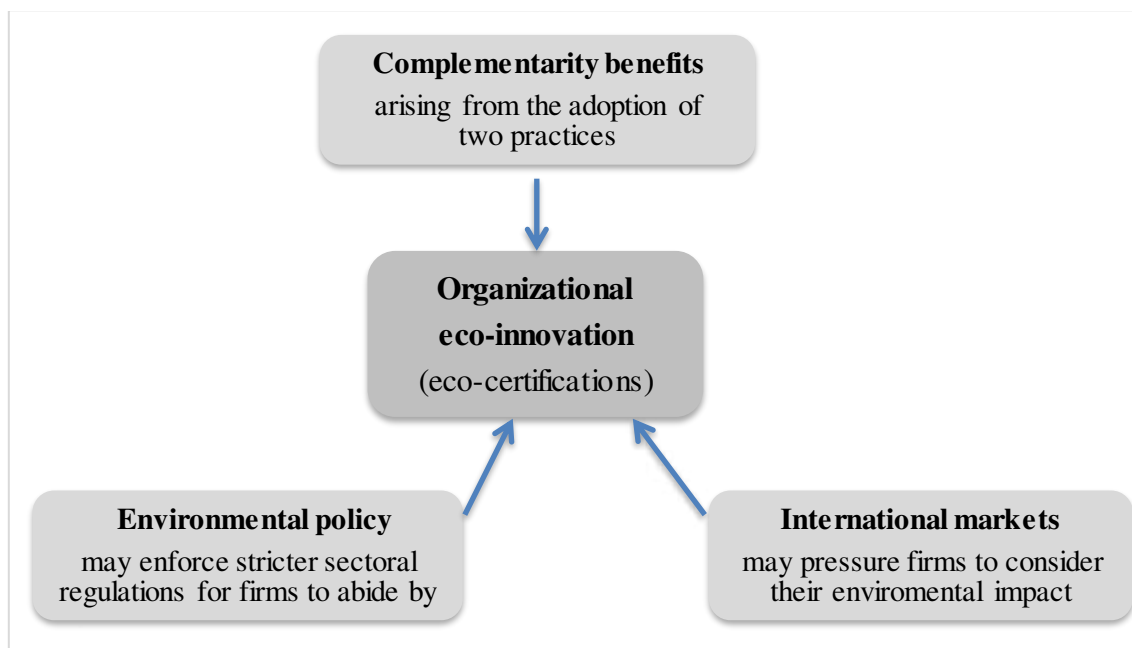 Complementarity benefits
arising from the adoption of
two practices
Organizational
eco-innovation
(eco-certifications)
Environmental policy
may enforce stricter sectoral
regulations for firms to abide by
International markets
may pressure firms to consider
their enviromental impact